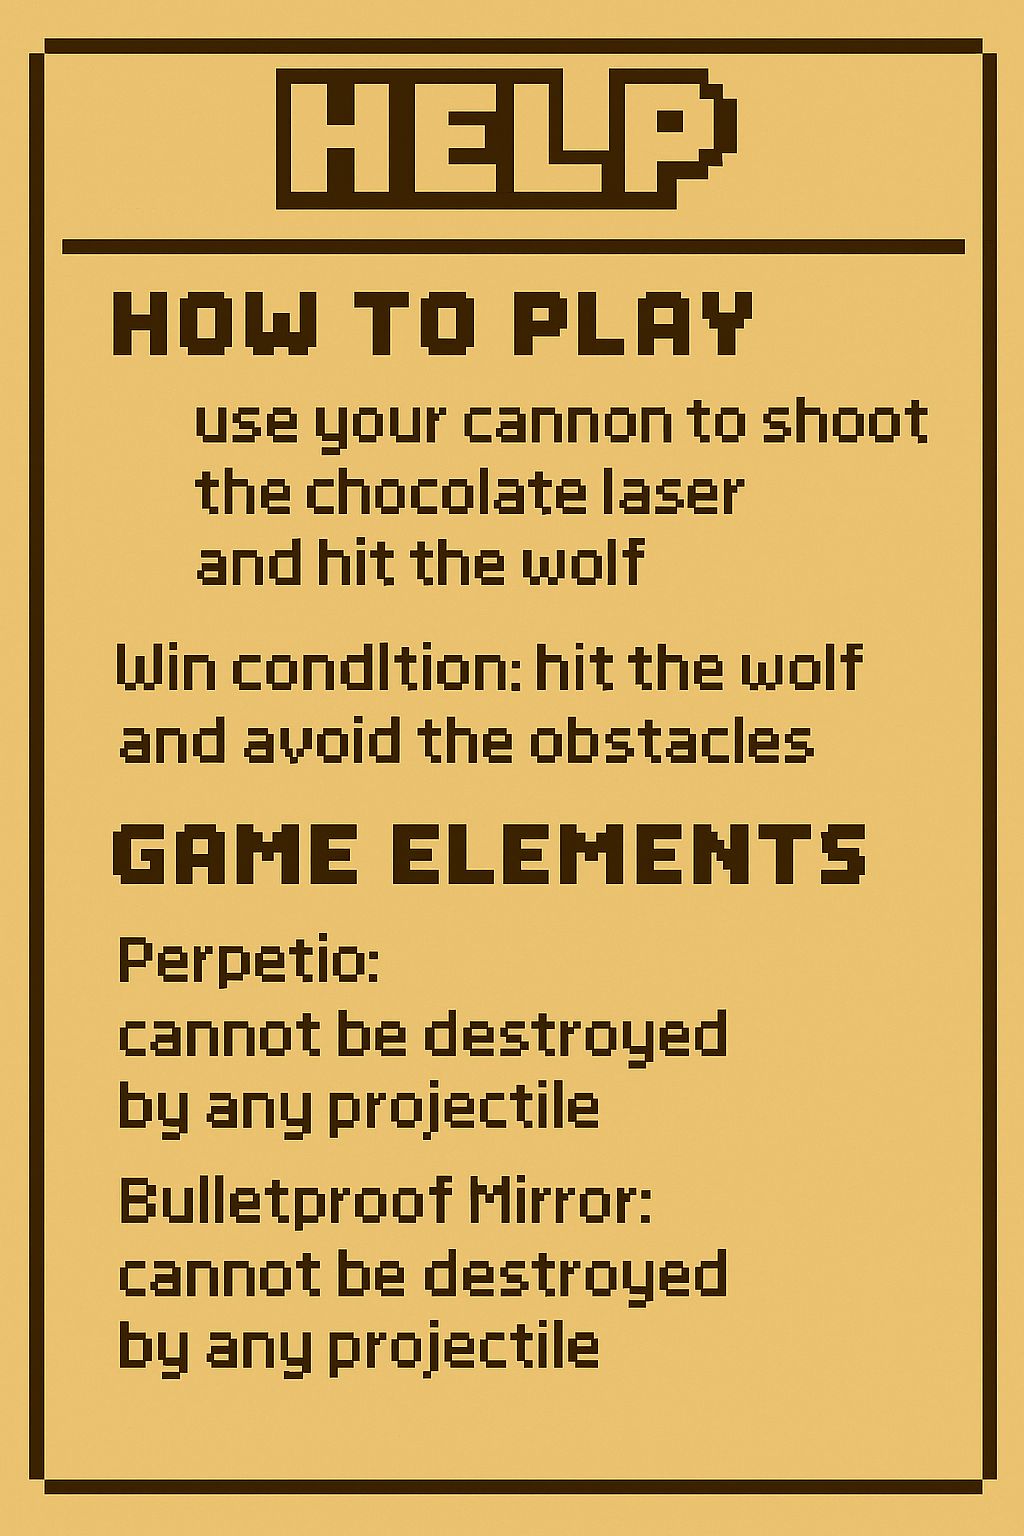 HELP
HOW TO PLAY
use your cannon to shoot
the chocolate laser
and hit the wolf
Win condltion: hit the wolf
and avoid the obstacles
GAME ELEMENTS
Perpetio:
cannot be destroyed
by any projectile
Bulletproof Mirror:
cannot be destroyed
by any projectile